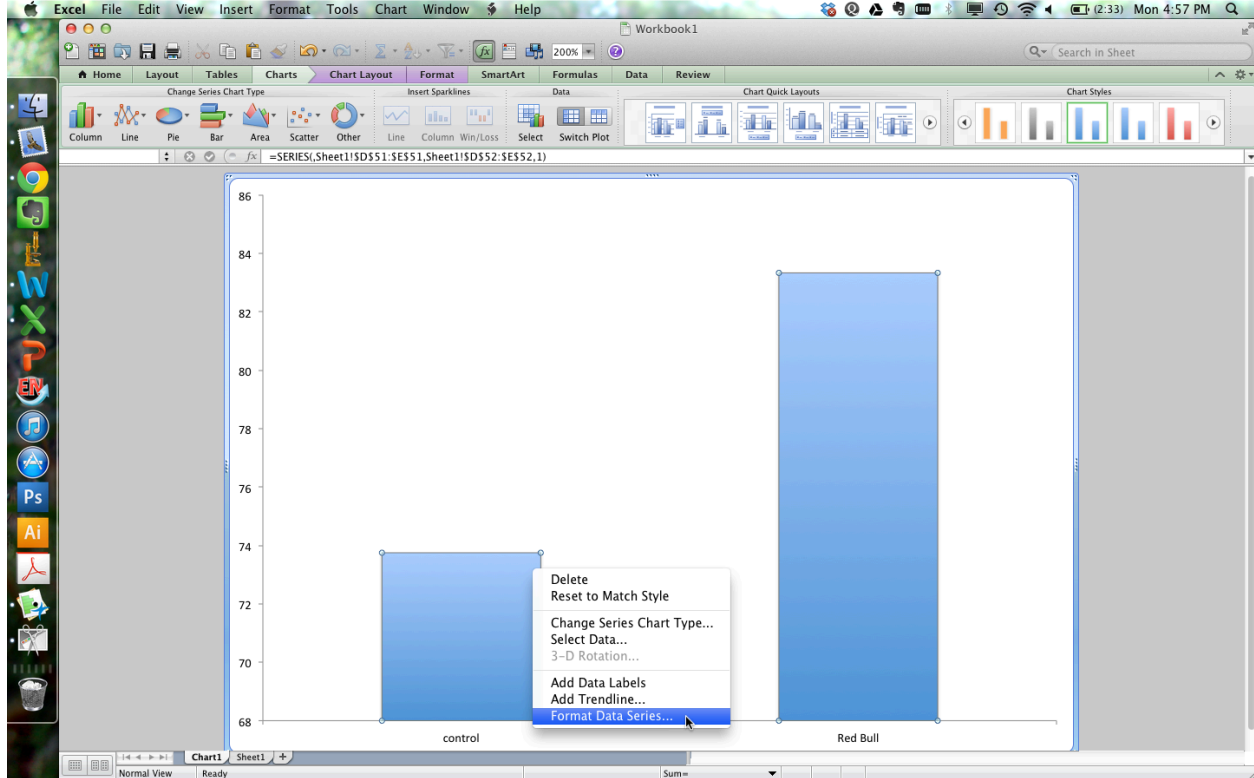 Excel File Edit View Insert Format Tools Chart Window Help (2:33) Mon 4:57 PM
Workbook1
200% Search in Sheet
Home Layout Tables Charts Chart Layout Format SmartArt Formulas Data Review
Change Series Chart Type Insert Sparklines Data Chart Quick Layouts Chart Styles
Column Line Pie Bar Area Scatter Other Line Column Win/Loss Select Switch Plot
fx =SERIES(,Sheet1!$D$51:$E$51,Sheet1!$D$52:$E$52,1)
86
84
82
80
78
76
74
72
70
68
Delete
Reset to Match Style
Change Series Chart Type...
Select Data...
3-D Rotation...
Add Data Labels
Add Trendline...
Format Data Series...
control Red Bull
Chart1 Sheet1 +
Normal View Ready Sum=
EN
Ps
Ai